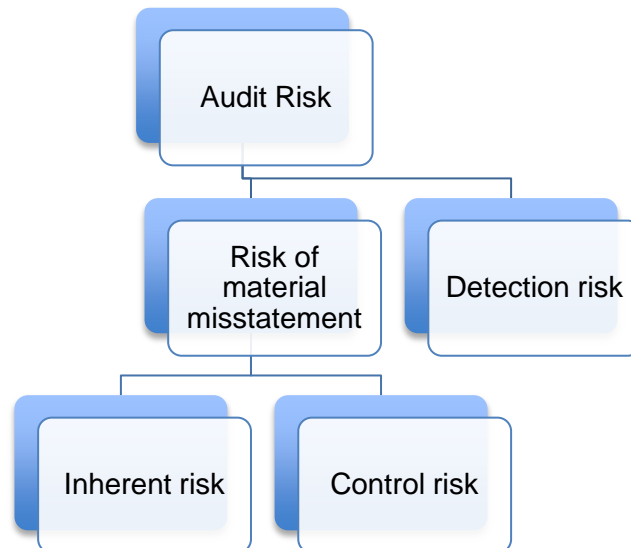 Audit Risk
Risk of
material
misstatement
Detection risk
Inherent risk
Control risk